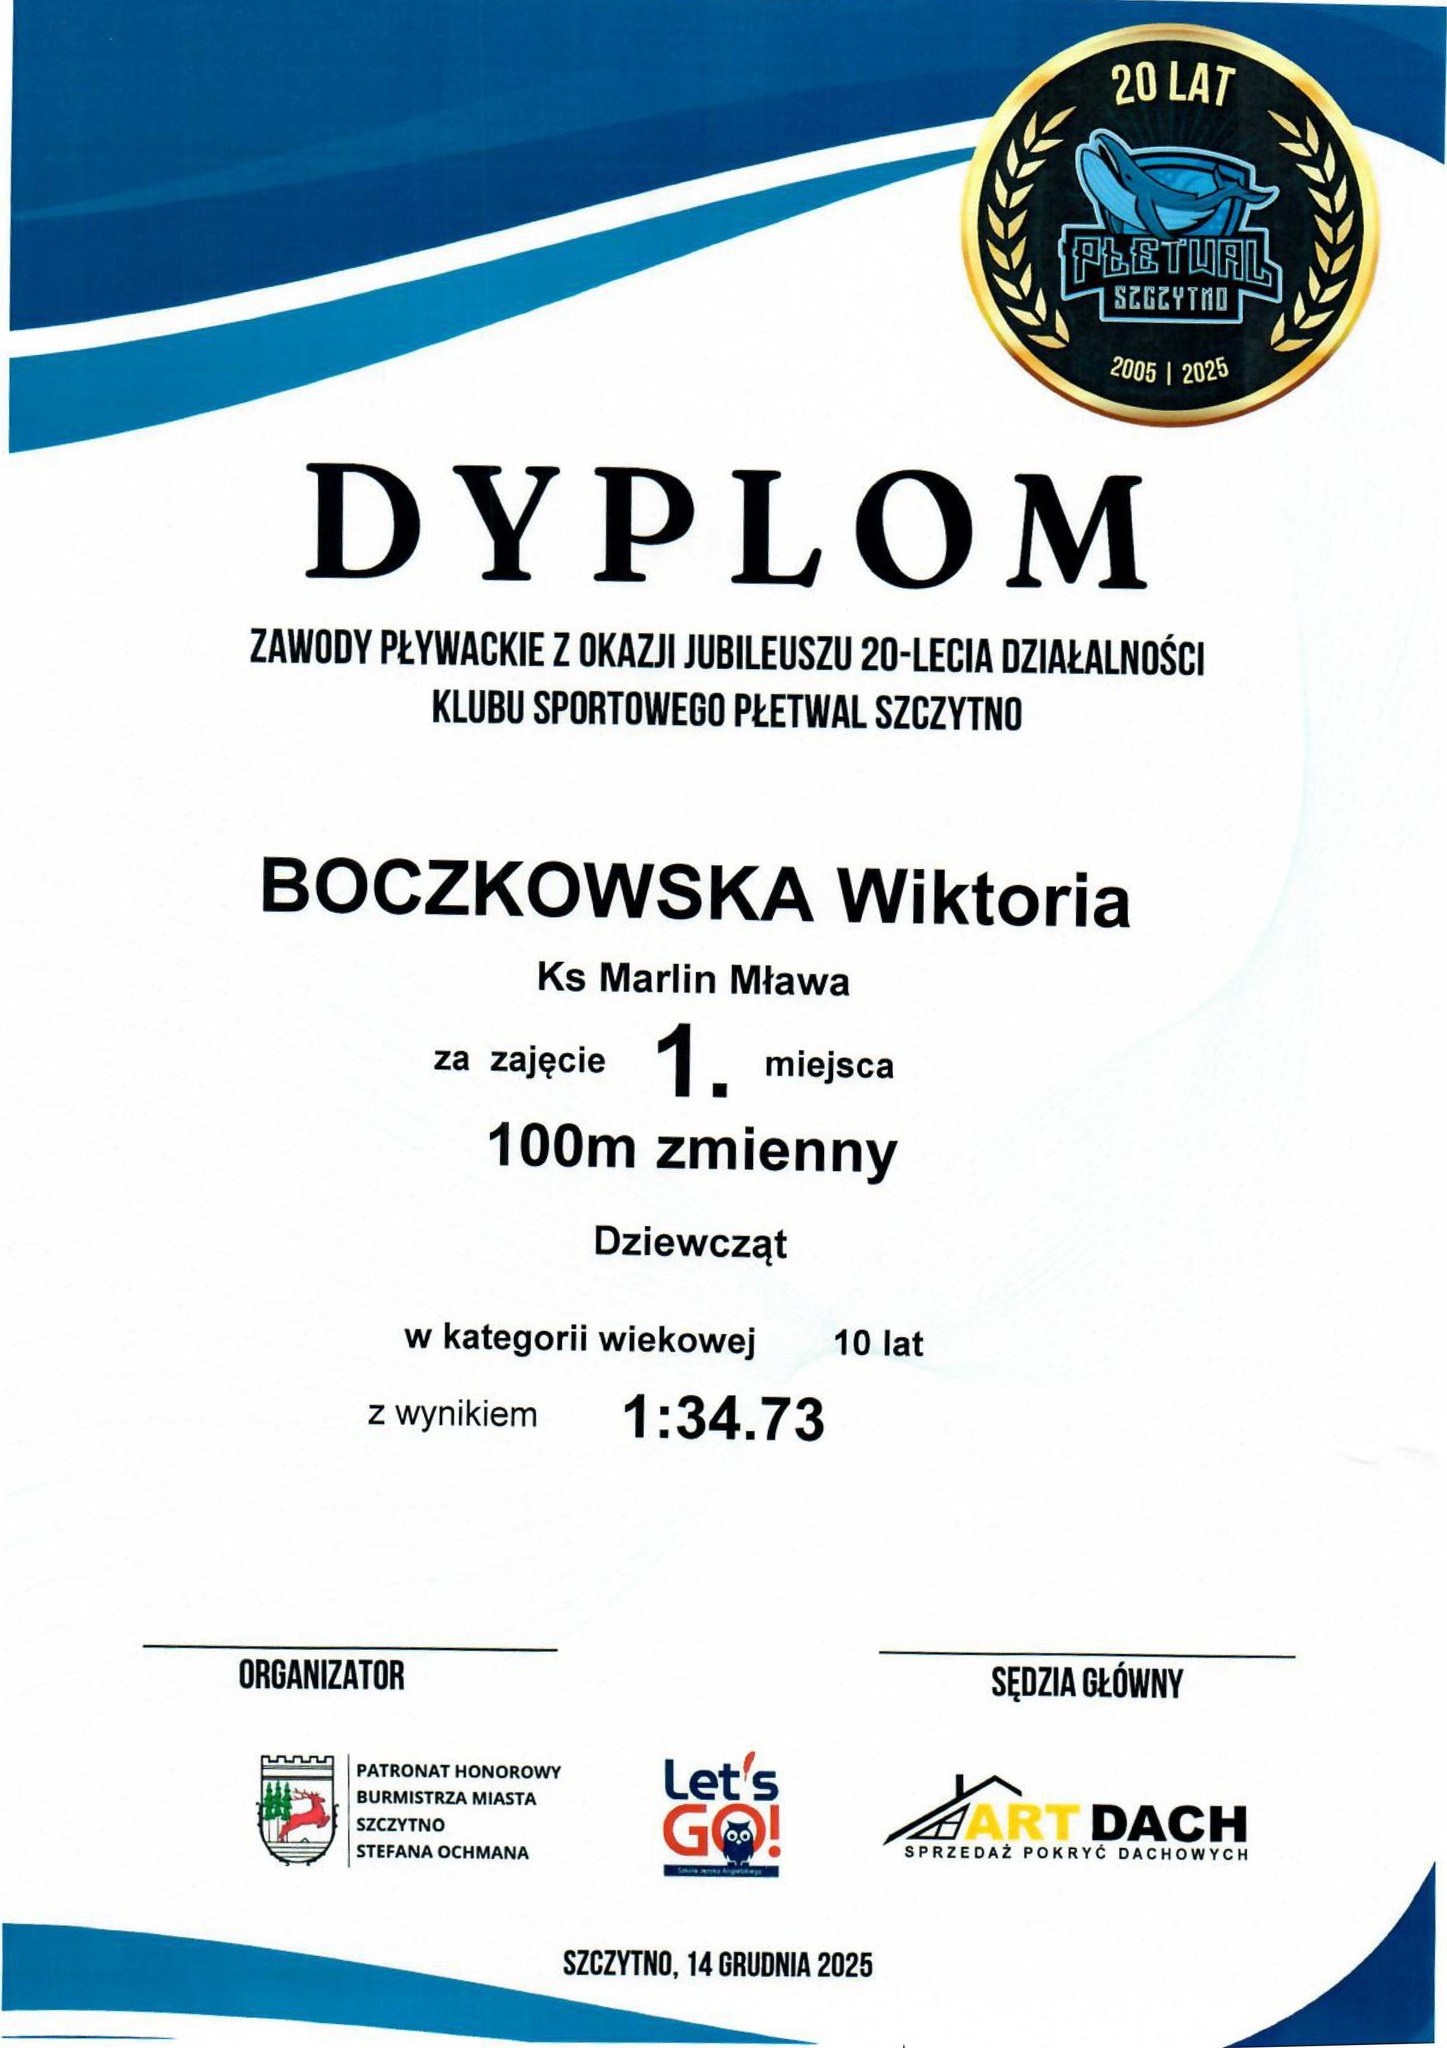 20 LAT
PŁETWAL
SZCZYTNO
2005 | 2025
DYPLOM
ZAWODY PŁYWACKIE Z OKAZJI JUBILEUSZU 20-LECIA DZIAŁALNOŚCI
KLUBU SPORTOWEGO PŁETWAL SZCZYTNO
BOCZKOWSKA Wiktoria
Ks Marlin Mława
za zajęcie 1. miejsca
100m zmienny
Dziewcząt
w kategorii wiekowej 10 lat
z wynikiem 1:34.73
ORGANIZATOR
SĘDZIA GŁÓWNY
PATRONAT HONOROWY
BURMISTRZA MIASTA
SZCZYTNO
STEFANA OCHMANA
Let's
GO!
Szkoła Języka Angielskiego
ART DACH
SPRZEDAŻ POKRYĆ DACHOWYCH
SZCZYTNO, 14 GRUDNIA 2025